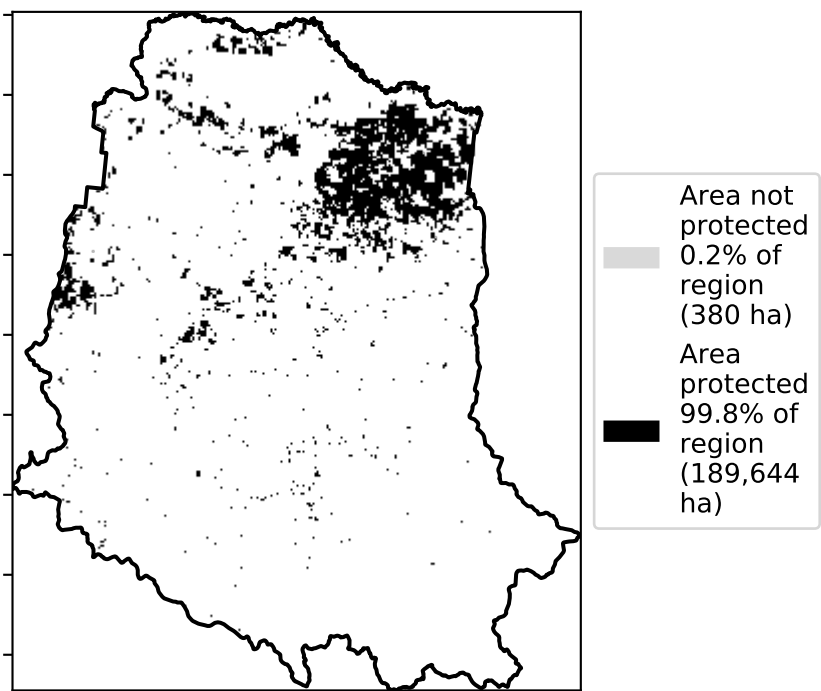 Area not
protected
0.2% of
region
(380 ha)
Area
protected
99.8% of
region
(189,644
ha)